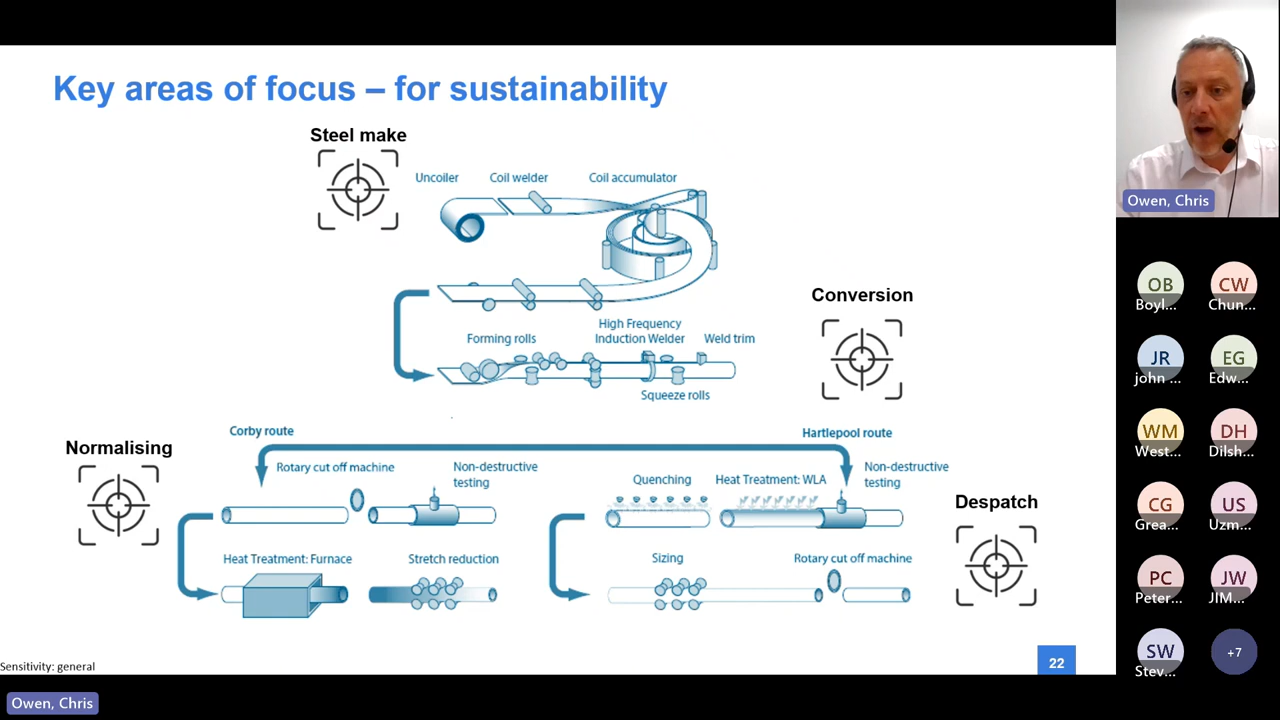 Key areas of focus – for sustainability
Steel make
Uncoiler
Coil welder
Coil accumulator
Conversion
Forming rolls
High Frequency
Induction Welder
Weld trim
Squeeze rolls
Normalising
Corby route
Hartlepool route
Rotary cut off machine
Non-destructive
testing
Quenching
Heat Treatment: WLA
Non-destructive
testing
Despatch
Heat Treatment: Furnace
Stretch reduction
Sizing
Rotary cut off machine
Sensitivity: general
22
Owen, Chris
Owen, Chris
OB
Boyl...
CW
Chun...
JR
john ...
EG
Edw...
WM
West...
DH
Dilsh...
CG
Grea...
US
Uzm...
PC
Peter...
JW
JIM...
SW
Stev...
+7